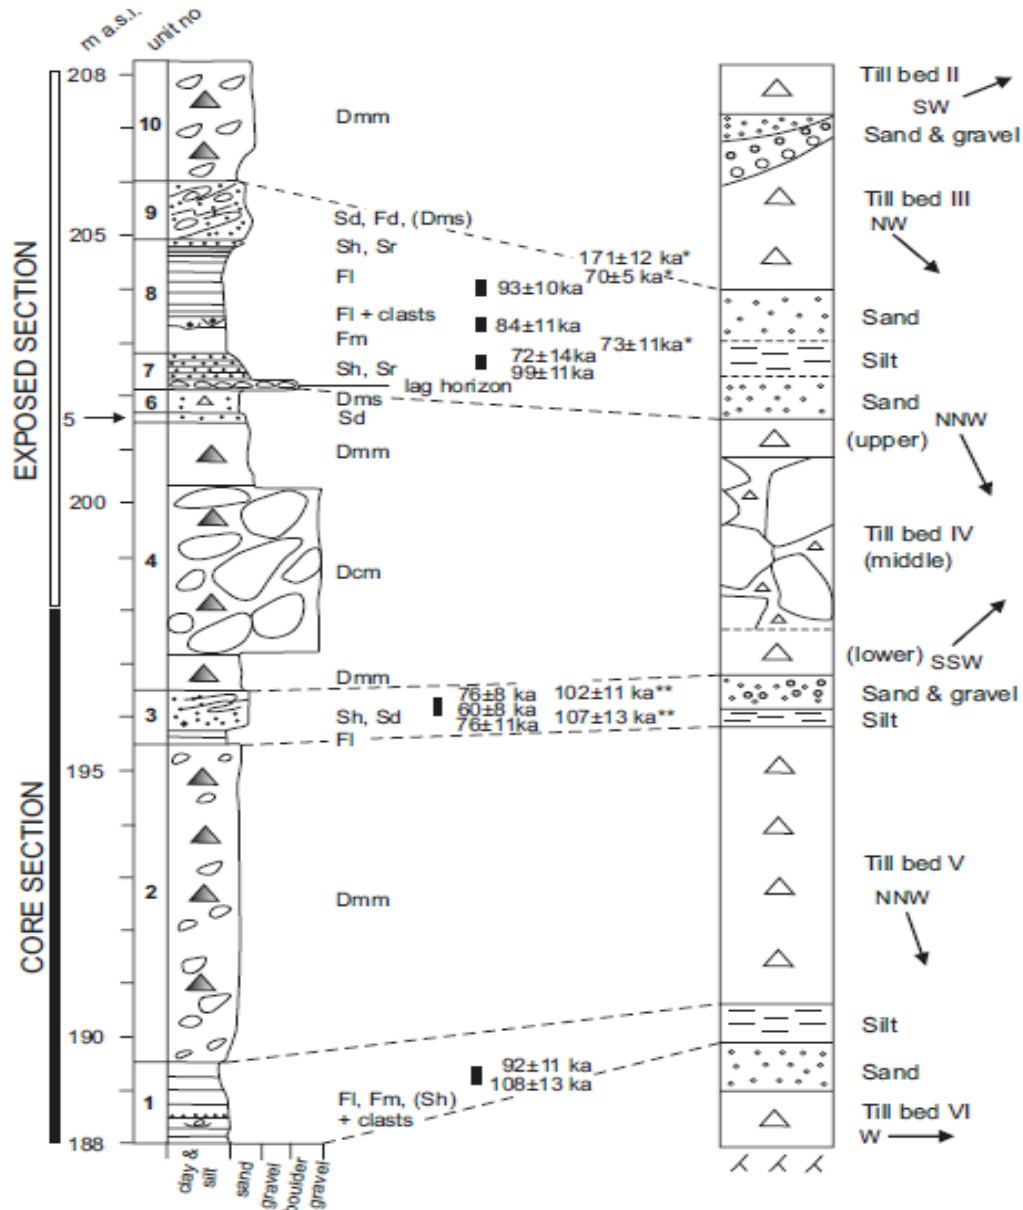 m a.s.l.
unit no
EXPOSED SECTION
CORE SECTION
208
205
5
200
195
190
188
10
9
8
7
6
4
3
2
1
Dmm
Sd, Fd, (Dms)
Sh, Sr
Fl
Fl + clasts
Fm
Sh, Sr
lag horizon
Dms
Sd
Dmm
Dcm
Dmm
Sh, Sd
Fl
Dmm
Fl, Fm, (Sh)
+ clasts
171±12 ka*
70±5 ka*
93±10ka
84±11ka
73±11ka*
72±14ka
99±11ka
76±8 ka
102±11 ka**
60±8 ka
76±11ka
107±13 ka**
92±11 ka
108±13 ka
Till bed II
SW
Sand & gravel
Till bed III
NW
Sand
Silt
Sand
NNW
(upper)
Till bed IV
(middle)
(lower)
SSW
Sand & gravel
Silt
Till bed V
NNW
Silt
Sand
Till bed VI
W
clay &
silt
sand
gravel
boulder
gravel